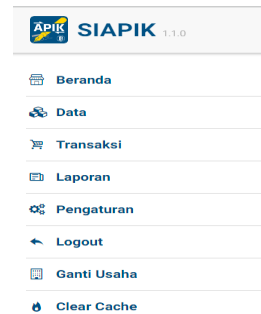 APIK
SIAPIK 1.1.0
Beranda
Data
Transaksi
Laporan
Pengaturan
Logout
Ganti Usaha
Clear Cache